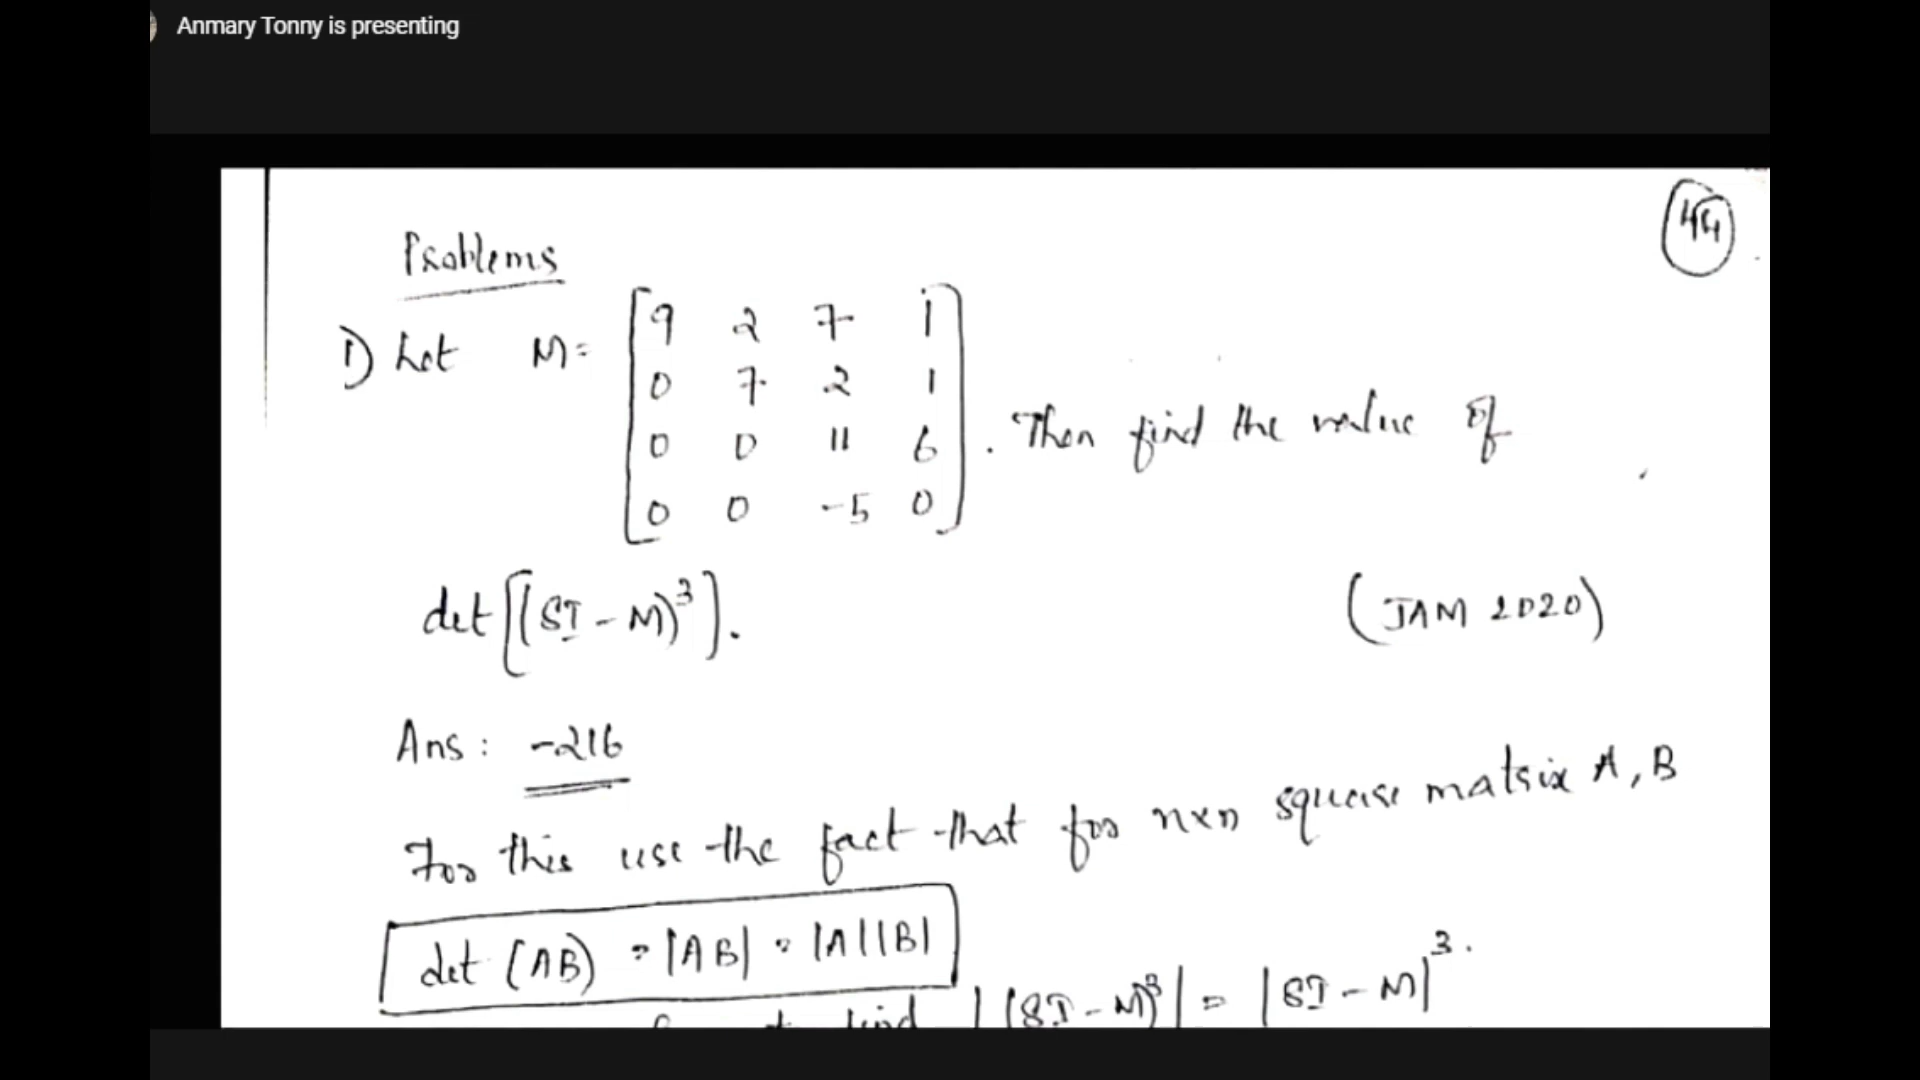 Anmary Tonny is presenting
44
Problems
1) Let M = [9 2 7 1
0 7 2 1
0 0 11 6
0 0 -5 0]. Then find the value of
det[(8I - M)³]. (JAM 2020)
Ans: -216
For this use the fact that for n×n square matrix A, B
det (AB) = |AB| = |A||B|
find |(8I - M)³| = |8I - M|³.